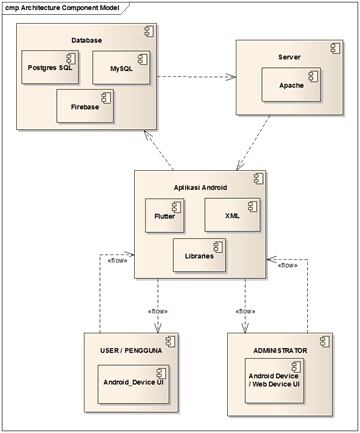 cmp Architecture Component Model
Database
Postgres SQL
MySQL
Firebase
Server
Apache
Aplikasi Android
Flutter
XML
Libraries
«flow»
«flow»
«flow»
«flow»
USER / PENGGUNA
Android_Device UI
ADMINISTRATOR
Android Device
/ Web Device UI